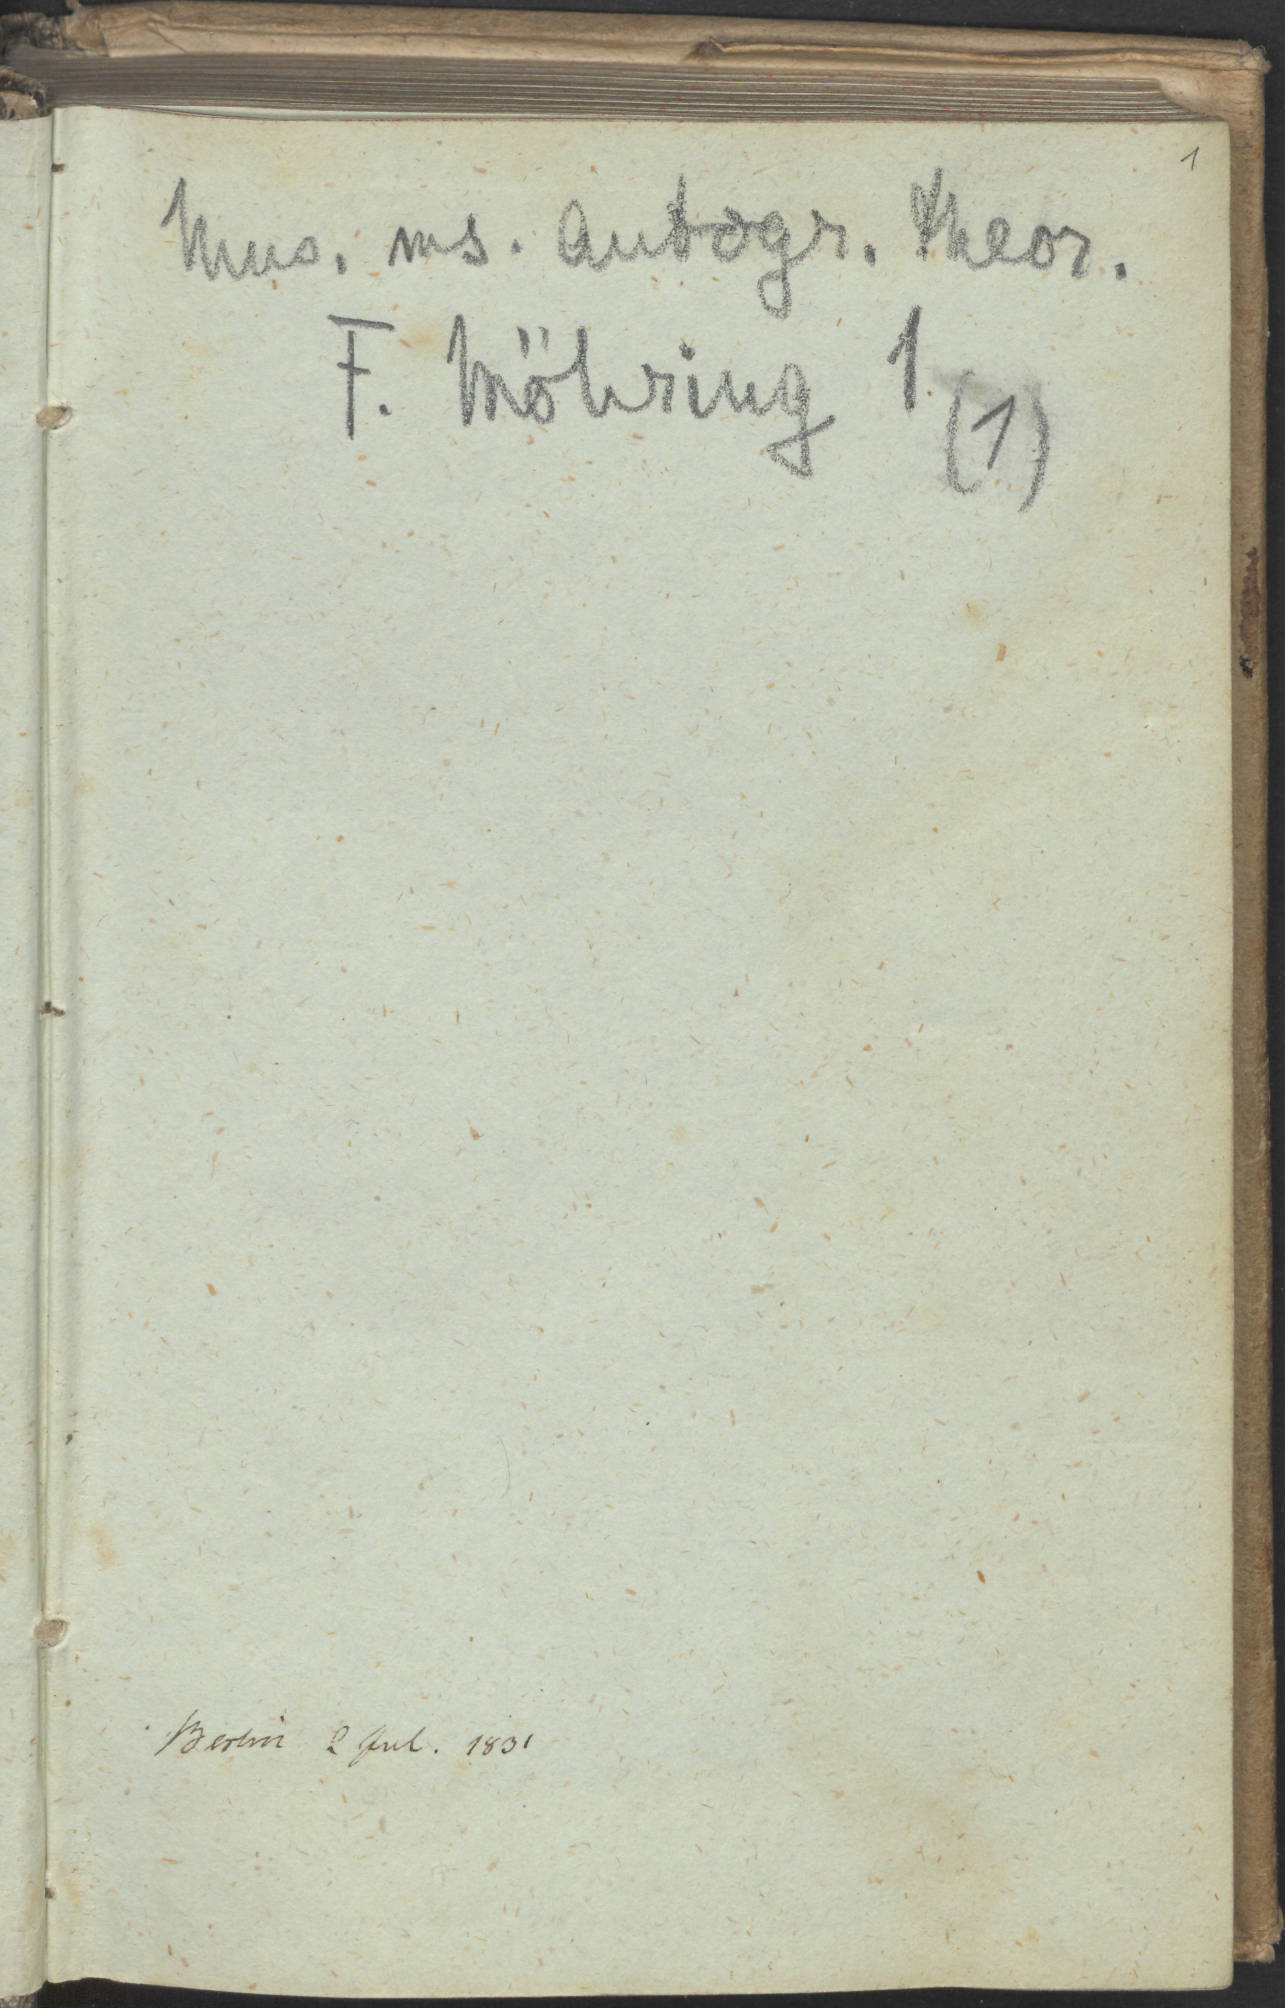 1
Mus. ms. autogr. theor.
F. Möhring 1 (1)
Berlin 2 Jul. 1831